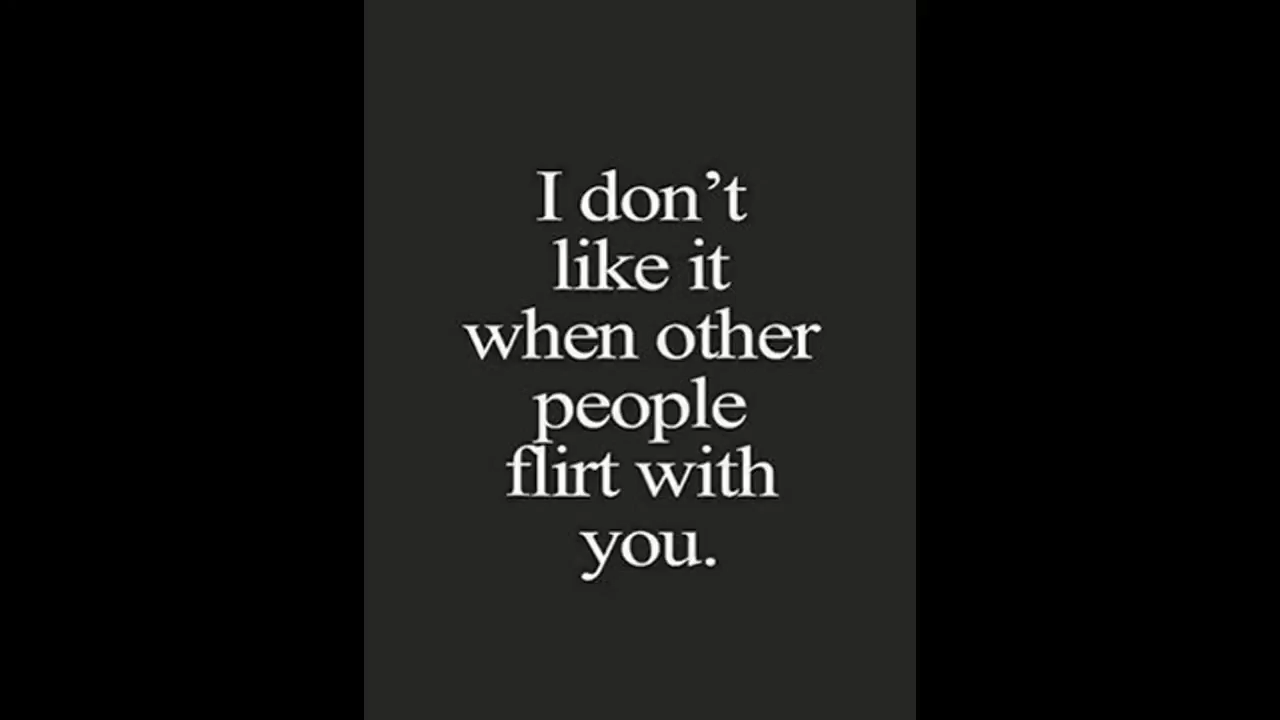 I don’t
like it
when other
people
flirt with
you.